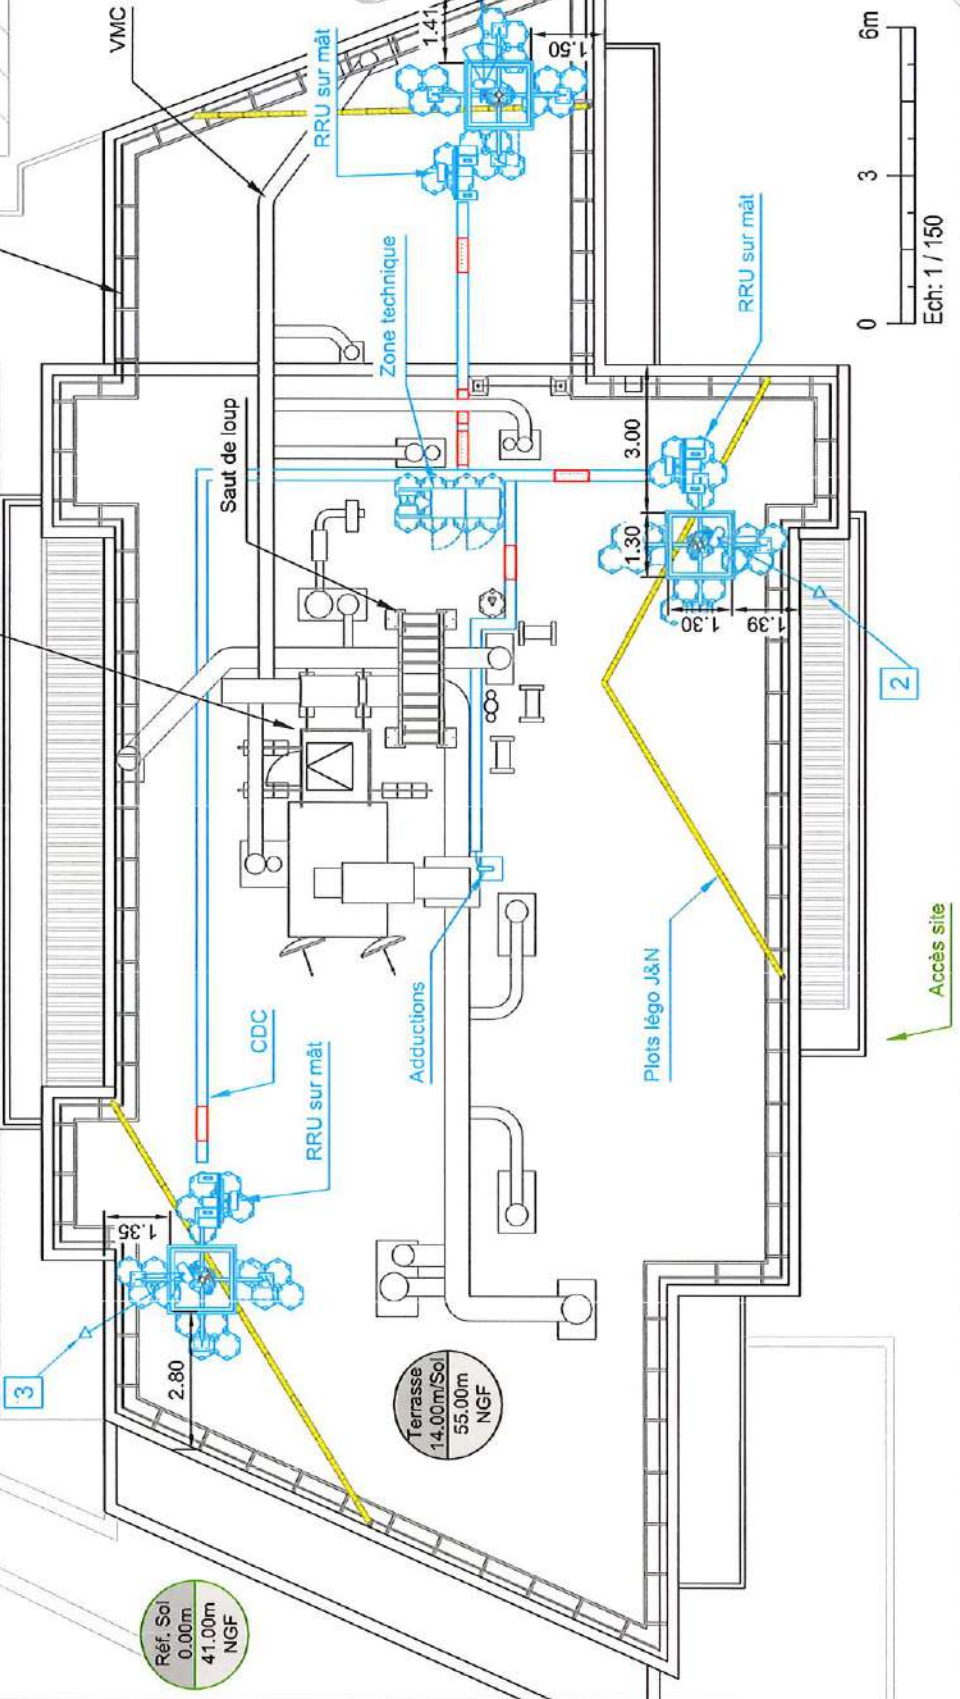 VMC
1.41
1.50
RRU sur mât
6m
3
0
Ech: 1 / 150
Zone technique
RRU sur mât
Saut de loup
3.00
1.30
1.30
1.39
2
Adductions
Plots légo J&N
Accès site
CDC
RRU sur mât
1.35
3
2.80
Terrasse
14.00m/Sol
55.00m
NGF
Réf. Sol
0.00m
41.00m
NGF